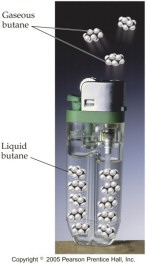 Gaseous
butane
Liquid
butane
Copyright © 2005 Pearson Prentice Hall, Inc.